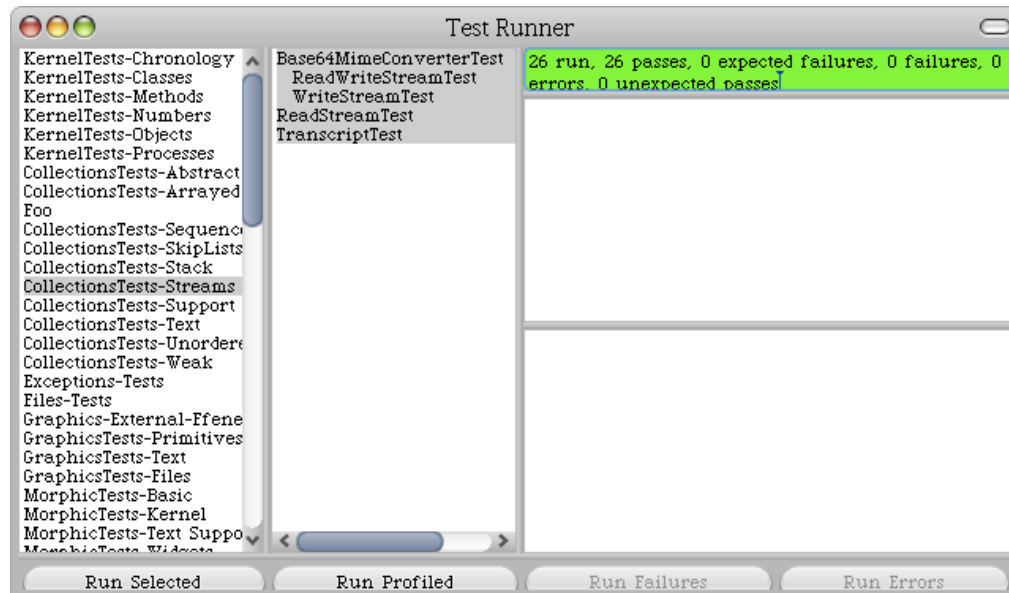 Test Runner
KernelTests-Chronology
KernelTests-Classes
KernelTests-Methods
KernelTests-Numbers
KernelTests-Objects
KernelTests-Processes
CollectionsTests-Abstract
CollectionsTests-Arrayed
Foo
CollectionsTests-Sequence
CollectionsTests-SkipLists
CollectionsTests-Stack
CollectionsTests-Streams
CollectionsTests-Support
CollectionsTests-Text
CollectionsTests-Unordere
CollectionsTests-Weak
Exceptions-Tests
Files-Tests
Graphics-External-Ffene
GraphicsTests-Primitives
GraphicsTests-Text
GraphicsTests-Files
MorphicTests-Basic
MorphicTests-Kernel
MorphicTests-Text Suppo
MorphicTests-Widgets
Base64MimeConverterTest
ReadWriteStreamTest
WriteStreamTest
ReadStreamTest
TranscriptTest
26 run, 26 passes, 0 expected failures, 0 failures, 0
errors, 0 unexpected passes
Run Selected
Run Profiled
Run Failures
Run Errors